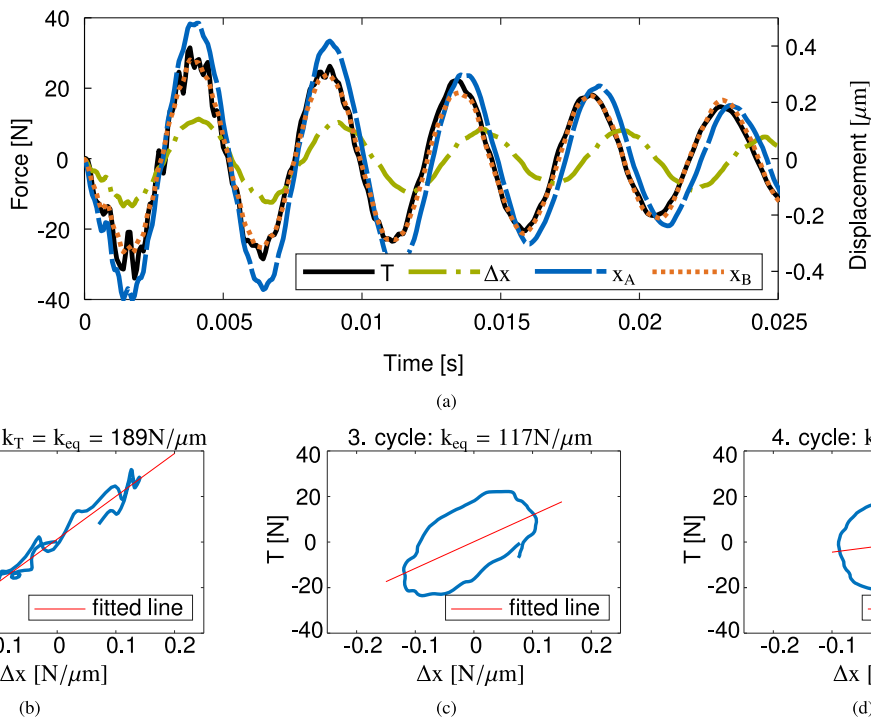 40
20
0
-20
-40
Force [N]
0.4
0.2
0
-0.2
-0.4
Displacement [μm]
T Δx x_A x_B
0 0.005 0.01 0.015 0.02 0.025
Time [s]
(a)
k_T = k_eq = 189N/μm
fitted line
0 0.1 0.2
Δx [N/μm]
(b)
3. cycle: k_eq = 117N/μm
40
20
0
-20
-40
T [N]
fitted line
-0.2 -0.1 0 0.1 0.2
Δx [N/μm]
(c)
4. cycle: k
40
20
0
-20
-40
T [N]
-0.2 -0.1 0
Δx [
(d)